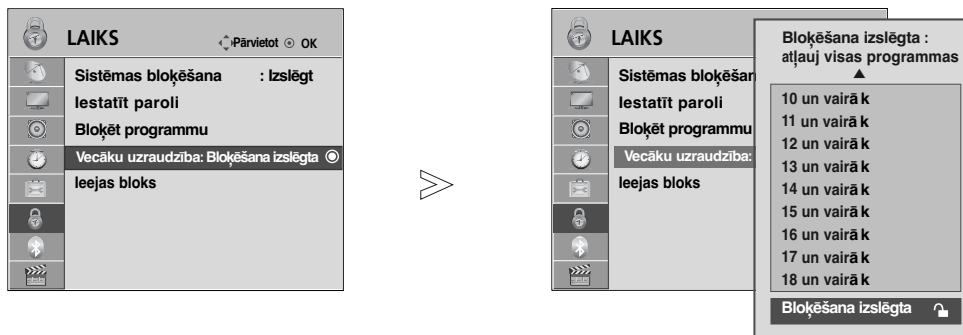 LAIKS
Pārvietot OK
Sistēmas bloķēšana : Izslēgt
Iestatīt paroli
Bloķēt programmu
Vecāku uzraudzība: Bloķēšana izslēgta
Ieejas bloks
LAIKS
Sistēmas bloķēšan
Iestatīt paroli
Bloķēt programmu
Vecāku uzraudzība:
Ieejas bloks
Bloķēšana izslēgta :
atļauj visas programmas
10 un vairāk
11 un vairāk
12 un vairāk
13 un vairāk
14 un vairāk
15 un vairāk
16 un vairāk
17 un vairāk
18 un vairāk
Bloķēšana izslēgta